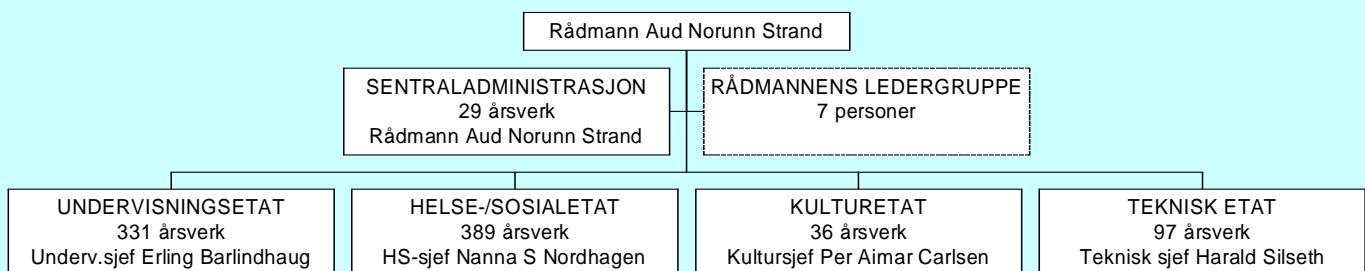 Rådmann Aud Norunn Strand
SENTRALADMINISTRASJON
29 årsverk
Rådmann Aud Norunn Strand
RÅDMANNENS LEDERGRUPPE
7 personer
UNDERVISNINGSETAT
331 årsverk
Underv.sjef Erling Barlindhaug
HELSE-/SOSIALETAT
389 årsverk
HS-sjef Nanna S Nordhagen
KULTURETAT
36 årsverk
Kultursjef Per Aimar Carlsen
TEKNISK ETAT
97 årsverk
Teknisk sjef Harald Silseth